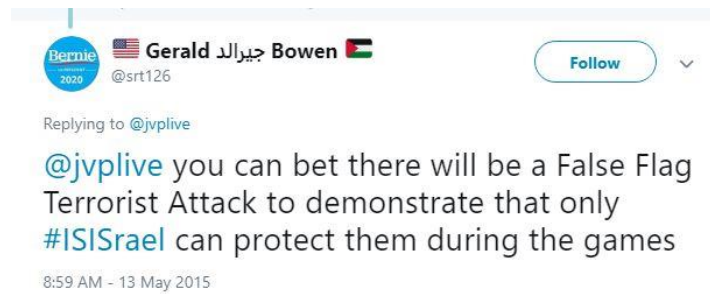 Bernie
2020
Gerald جيرالد Bowen
@srt126
Follow
Replying to @jvplive
@jvplive you can bet there will be a False Flag
Terrorist Attack to demonstrate that only
#ISISrael can protect them during the games
8:59 AM - 13 May 2015